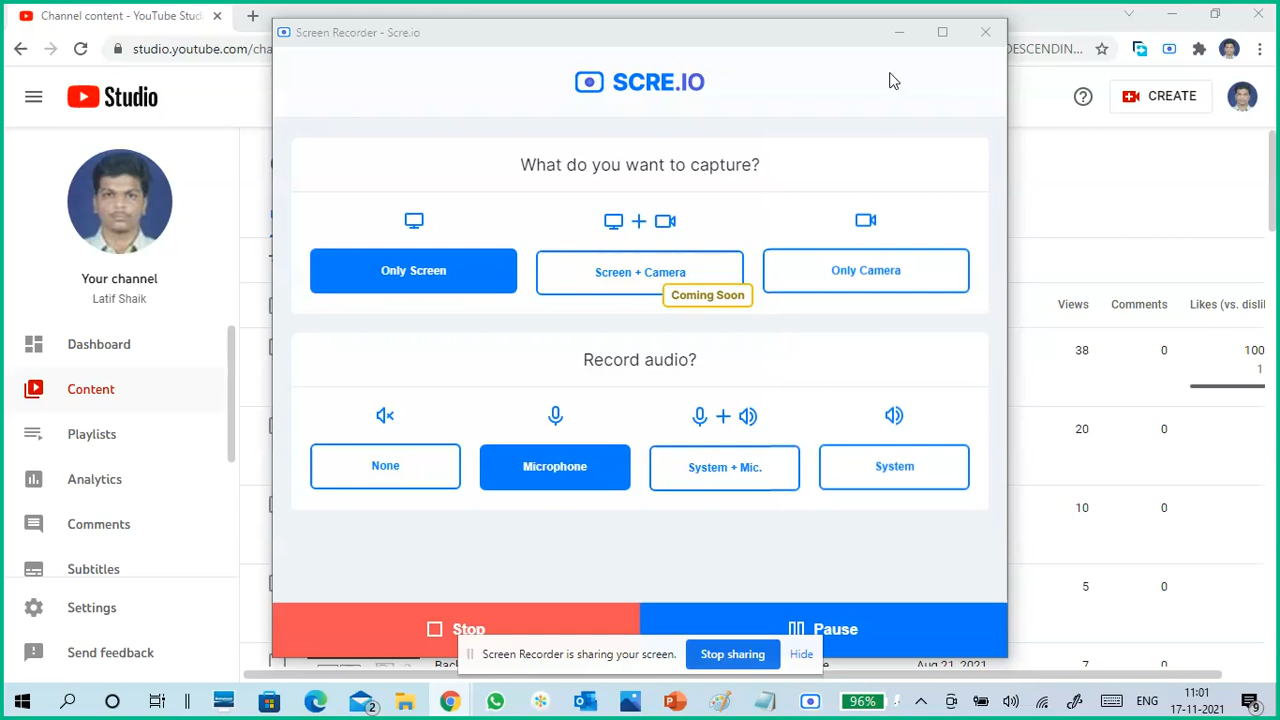 Channel content - YouTube Studi
Screen Recorder - Scre.io
studio.youtube.com/cha
DESCENDIN...
Studio
CREATE
SCRE.IO
What do you want to capture?
Only Screen
Screen + Camera
Only Camera
Coming Soon
Record audio?
None
Microphone
System + Mic.
System
Stop
Pause
Screen Recorder is sharing your screen.
Stop sharing
Hide
Your channel
Latif Shaik
Dashboard
Content
Playlists
Analytics
Comments
Subtitles
Settings
Send feedback
Views
Comments
Likes (vs. disli
38
0
100
1
20
0
10
0
5
0
Aug 21, 2021
7
0
2
96%
ENG
11:01
17-11-2021
9